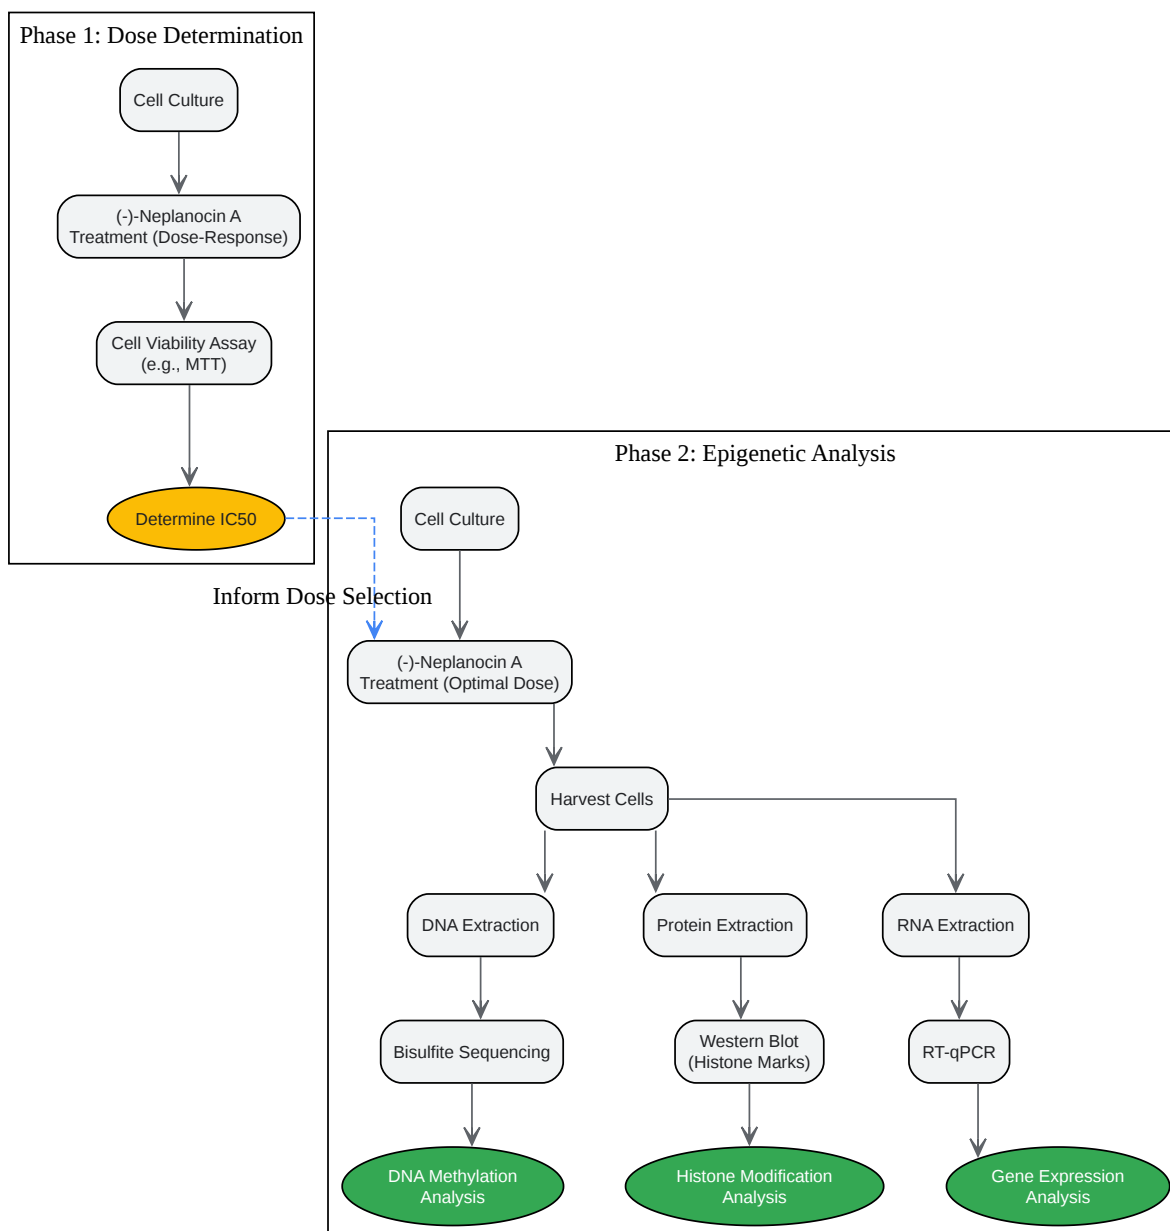 Phase 1: Dose Determination
Cell Culture
(-)-Neplanocin A
Treatment (Dose-Response)
Cell Viability Assay
(e.g., MTT)
Determine IC50
Inform Dose Selection
Phase 2: Epigenetic Analysis
Cell Culture
(-)-Neplanocin A
Treatment (Optimal Dose)
Harvest Cells
DNA Extraction
Protein Extraction
RNA Extraction
Bisulfite Sequencing
Western Blot
(Histone Marks)
RT-qPCR
DNA Methylation
Analysis
Histone Modification
Analysis
Gene Expression
Analysis